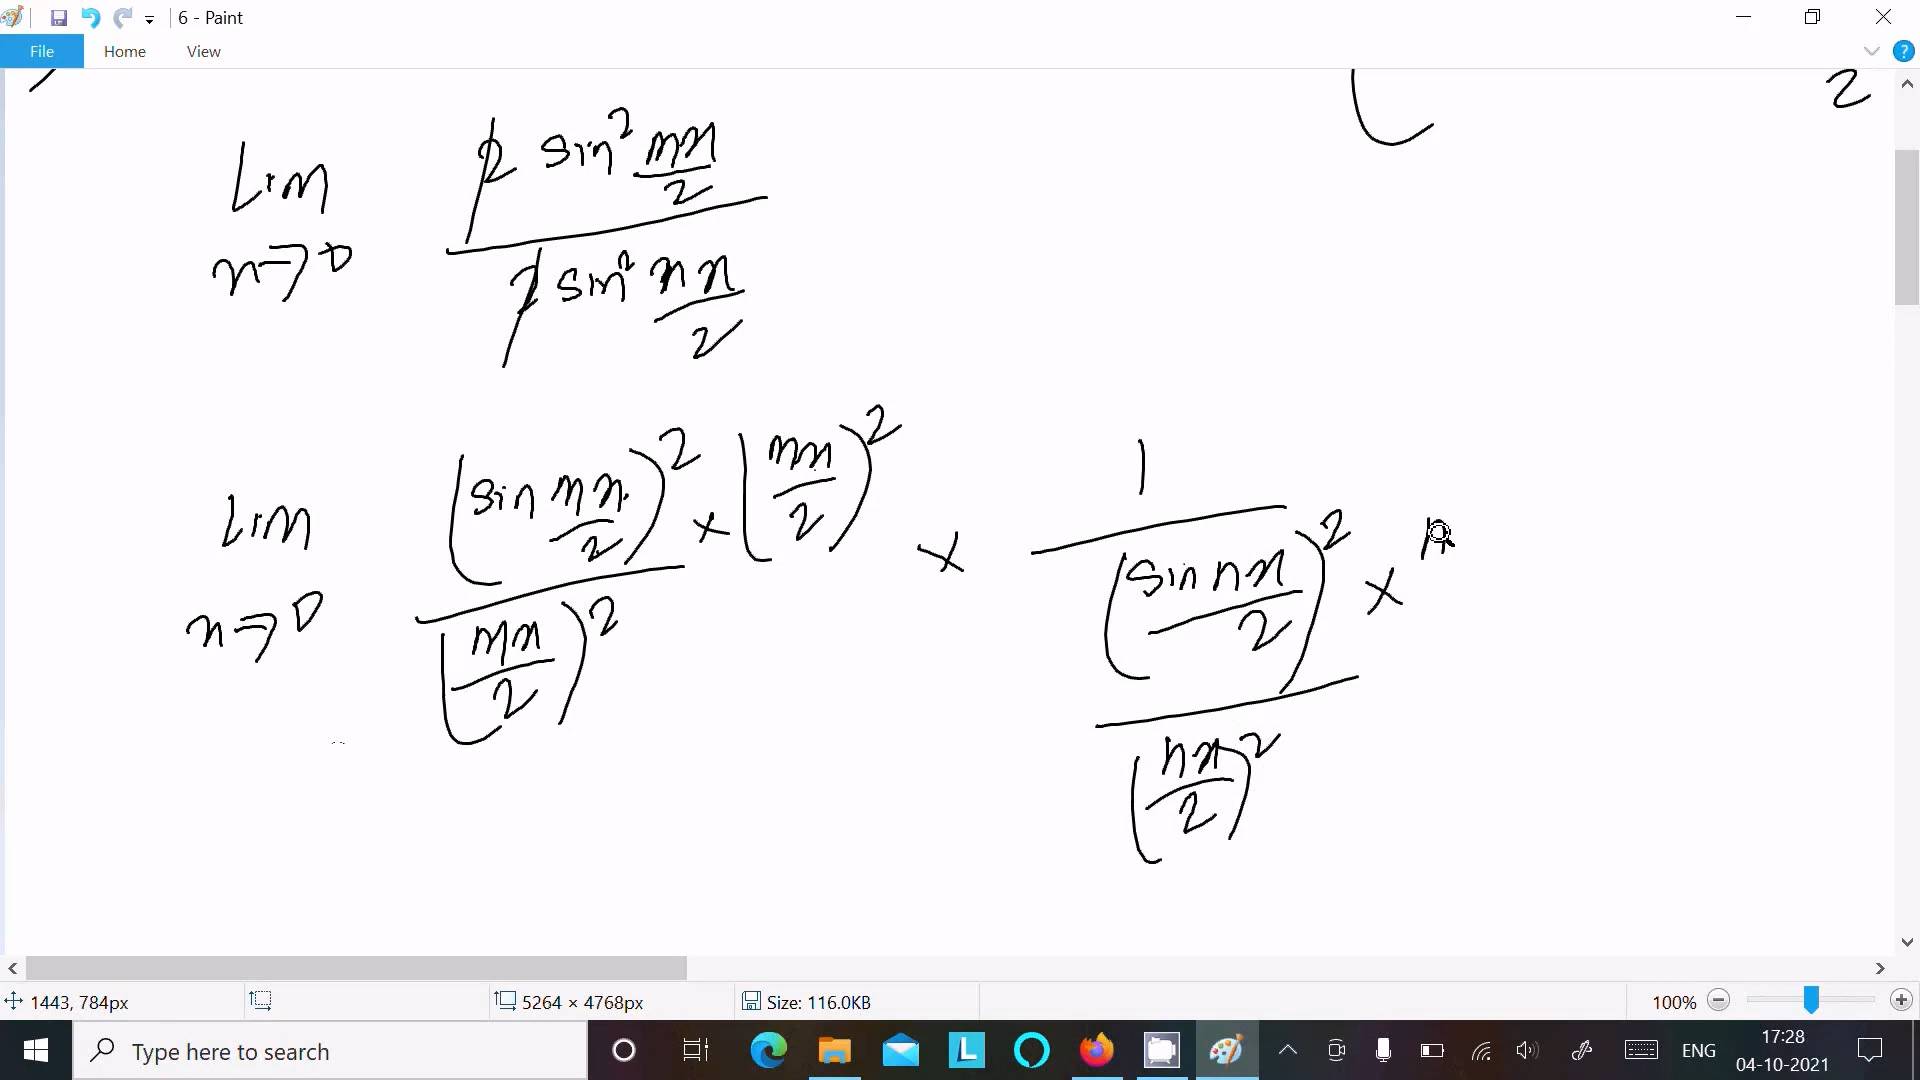 6 - Paint
File Home View
2
Lim x→0 2 sin² mx/2 / 2 sin² nx/2
Lim x→0 (sin mx/2)² / (mx/2)² × (mx/2)² × 1 / (sin nx/2)² / (nx/2)² × n
1443, 784px 5264 × 4768px Size: 116.0KB 100%
Type here to search L ENG 17:28
04-10-2021